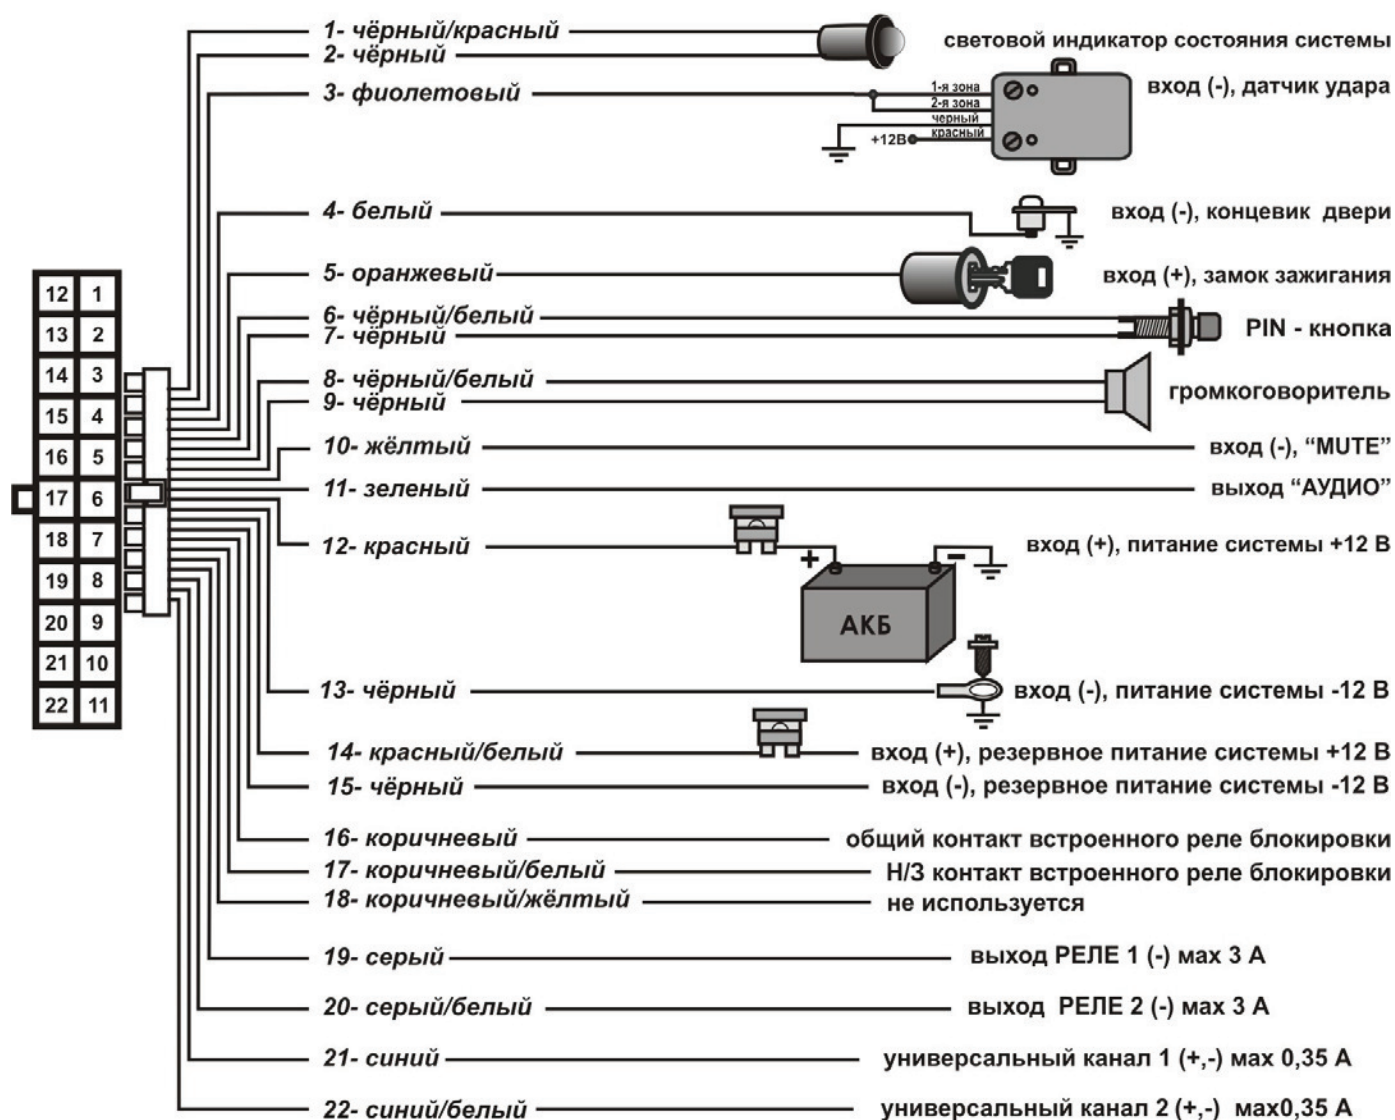 1- чёрный/красный
2- чёрный
световой индикатор состояния системы
3- фиолетовый
1-я зона
2-я зона
черный
красный
+12В
вход (-), датчик удара
4- белый
вход (-), концевик двери
5- оранжевый
вход (+), замок зажигания
6- чёрный/белый
7- чёрный
PIN - кнопка
8- чёрный/белый
9- чёрный
громкоговоритель
10- жёлтый
вход (-), “MUTE”
11- зеленый
выход “АУДИО”
12- красный
+
-
АКБ
вход (+), питание системы +12 В
13- чёрный
вход (-), питание системы -12 В
14- красный/белый
вход (+), резервное питание системы +12 В
15- чёрный
вход (-), резервное питание системы -12 В
16- коричневый
общий контакт встроенного реле блокировки
17- коричневый/белый
Н/З контакт встроенного реле блокировки
18- коричневый/жёлтый
не используется
19- серый
выход РЕЛЕ 1 (-) мах 3 А
20- серый/белый
выход РЕЛЕ 2 (-) мах 3 А
21- синий
универсальный канал 1 (+,-) мах 0,35 А
22- синий/белый
универсальный канал 2 (+,-) мах0,35 А
12 1
13 2
14 3
15 4
16 5
17 6
18 7
19 8
20 9
21 10
22 11